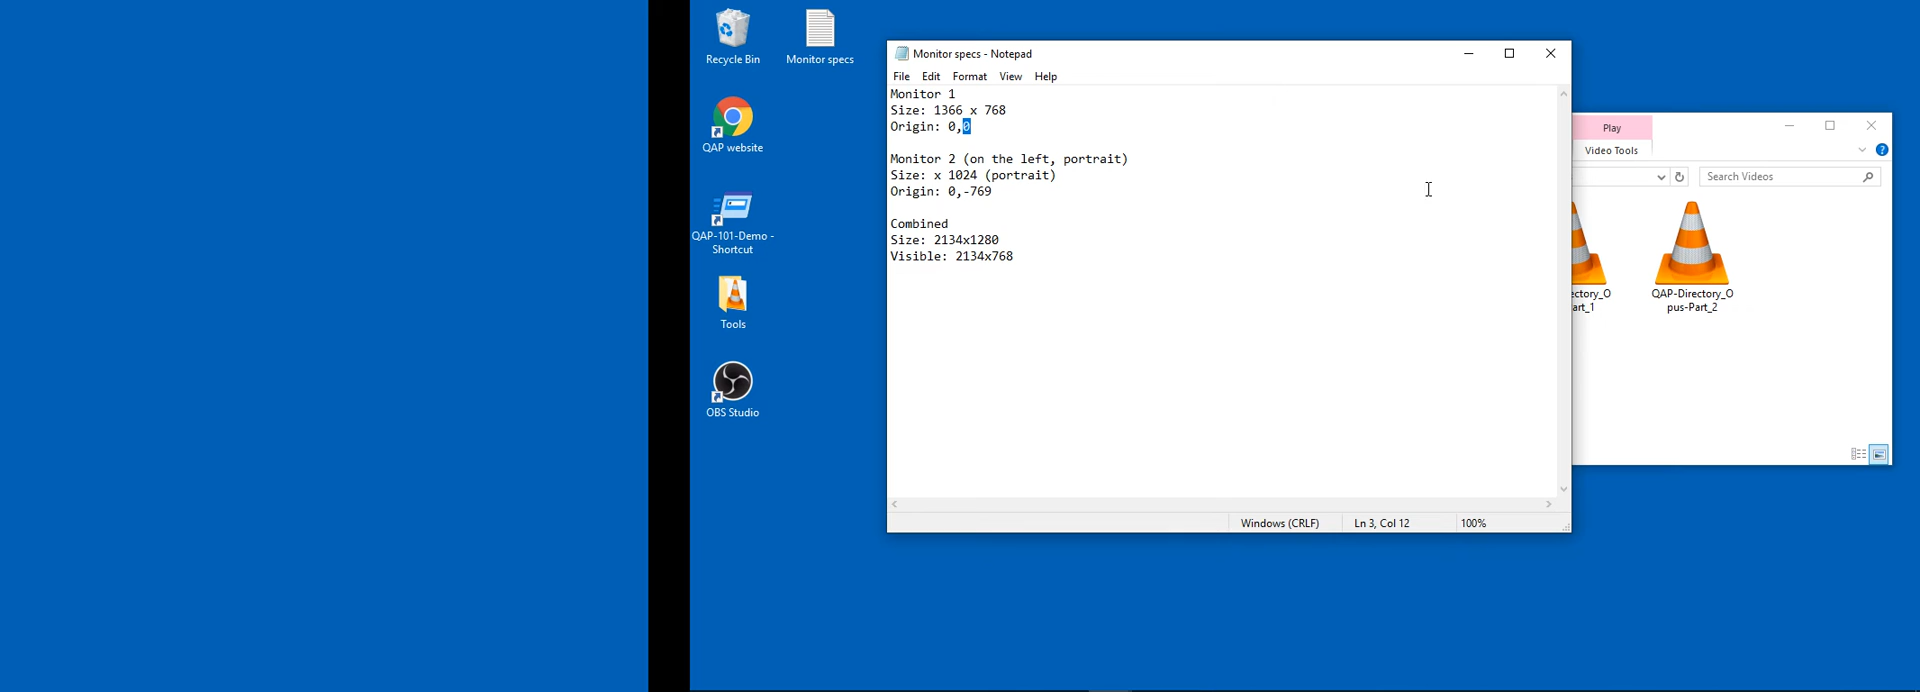 Recycle Bin
Monitor specs
QAP website
QAP-101-Demo -
Shortcut
Tools
OBS Studio
Monitor specs - Notepad
File Edit Format View Help
Monitor 1
Size: 1366 x 768
Origin: 0,0
Monitor 2 (on the left, portrait)
Size: x 1024 (portrait)
Origin: 0,-769
Combined
Size: 2134x1280
Visible: 2134x768
Windows (CRLF) Ln 3, Col 12 100%
Play
Video Tools
Search Videos
ectory_O
art_1
QAP-Directory_O
pus-Part_2